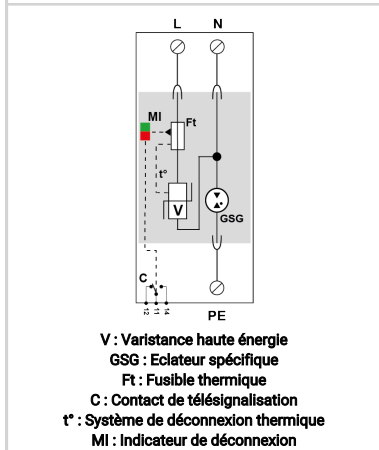 L N
MI
Ft
t°
V
GSG
C
12 11 14
PE
V : Varistance haute énergie
GSG : Eclateur spécifique
Ft : Fusible thermique
C : Contact de télésignalisation
t° : Système de déconnexion thermique
MI : Indicateur de déconnexion